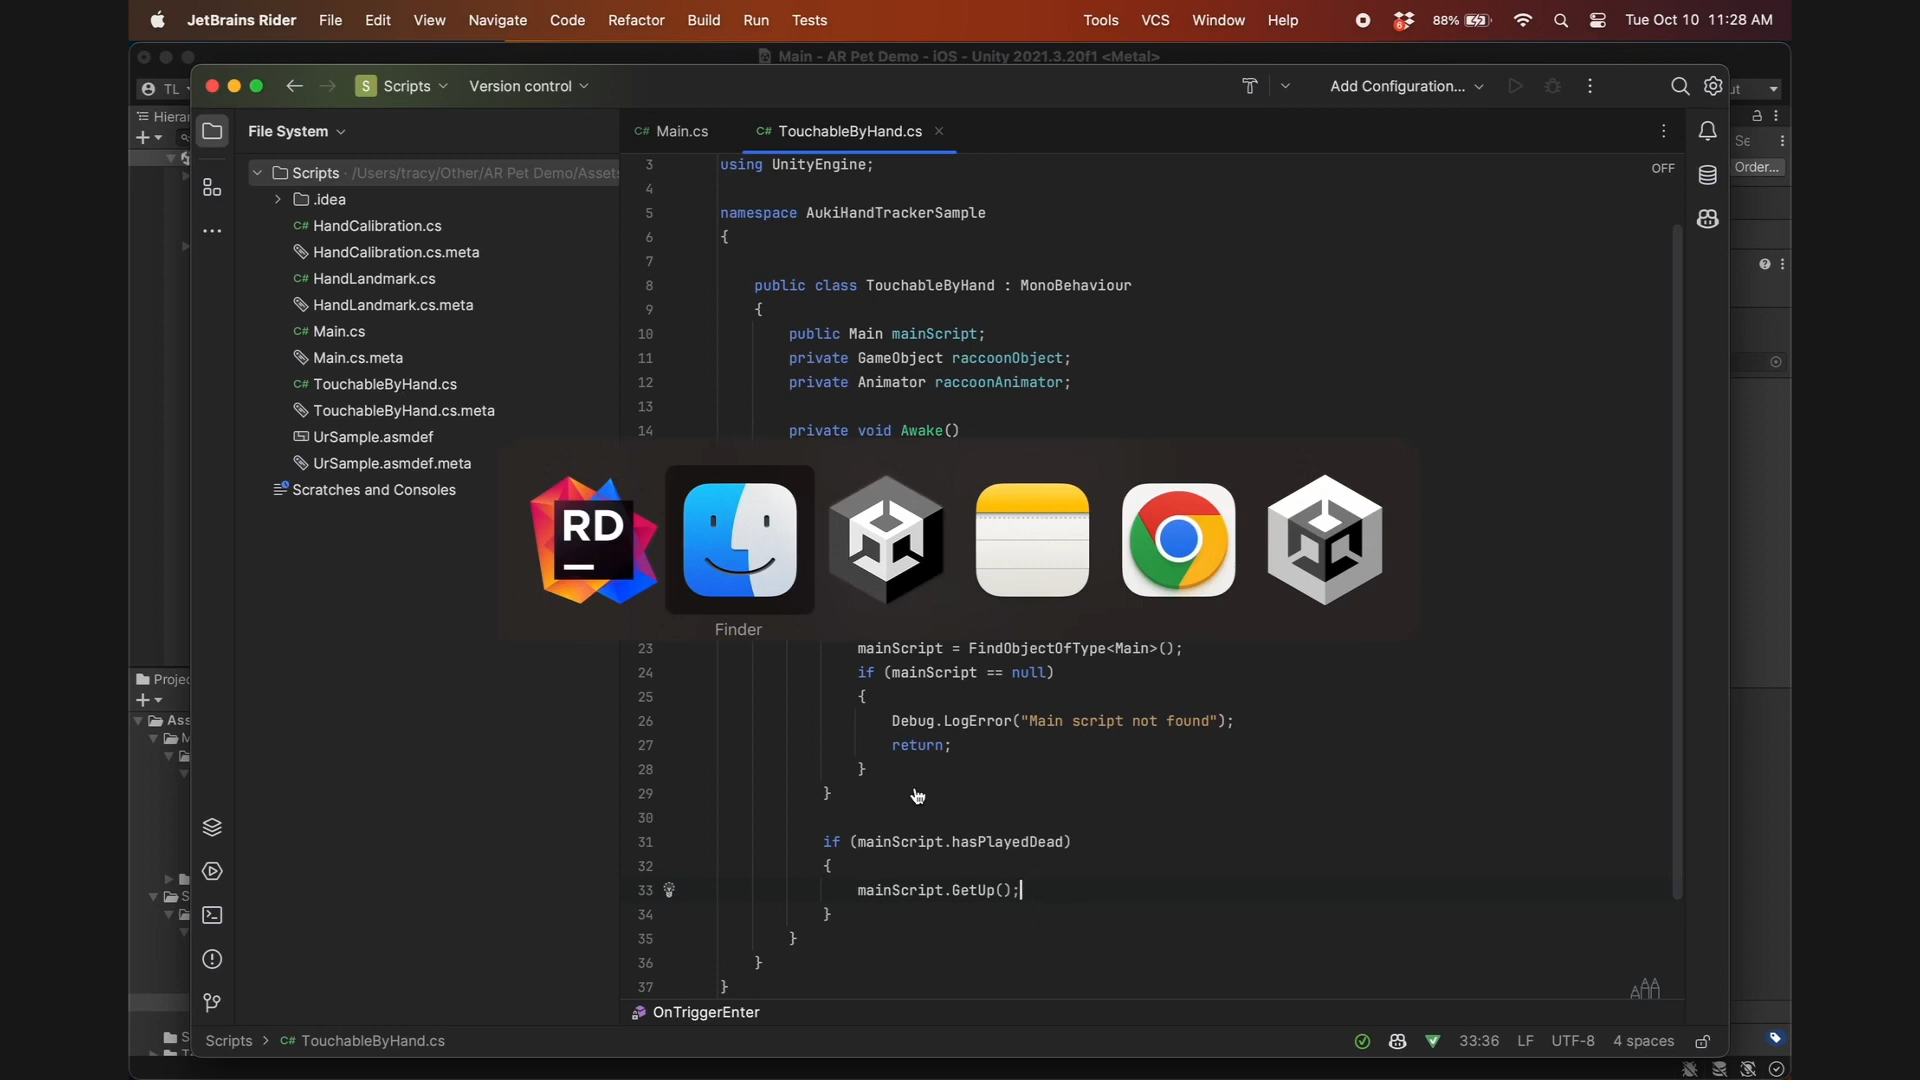 JetBrains Rider File Edit View Navigate Code Refactor Build Run Tests Tools VCS Window Help 6 88% Tue Oct 10 11:28 AM
Main - AR Pet Demo - iOS - Unity 2021.3.20f1 <Metal>
TL
S Scripts Version control Add Configuration...
Hierar
File System
C# Main.cs C# TouchableByHand.cs
Se
Order...
OFF
Scripts /Users/tracy/Other/AR Pet Demo/Asset
.idea
C# HandCalibration.cs
HandCalibration.cs.meta
C# HandLandmark.cs
HandLandmark.cs.meta
C# Main.cs
Main.cs.meta
C# TouchableByHand.cs
TouchableByHand.cs.meta
UrSample.asmdef
UrSample.asmdef.meta
Scratches and Consoles
3 using UnityEngine;
4
5 namespace AukiHandTrackerSample
6 {
7
8 public class TouchableByHand : MonoBehaviour
9 {
10 public Main mainScript;
11 private GameObject raccoonObject;
12 private Animator raccoonAnimator;
13
14 private void Awake()
RD
Finder
23 mainScript = FindObjectOfType<Main>();
24 if (mainScript == null)
25 {
26 Debug.LogError("Main script not found");
27 return;
28 }
29 }
30
31 if (mainScript.hasPlayedDead)
32 {
33 mainScript.GetUp();
34 }
35 }
36 }
37 }
Projec
Ass
OnTriggerEnter
Scripts > C# TouchableByHand.cs
33:36 LF UTF-8 4 spaces